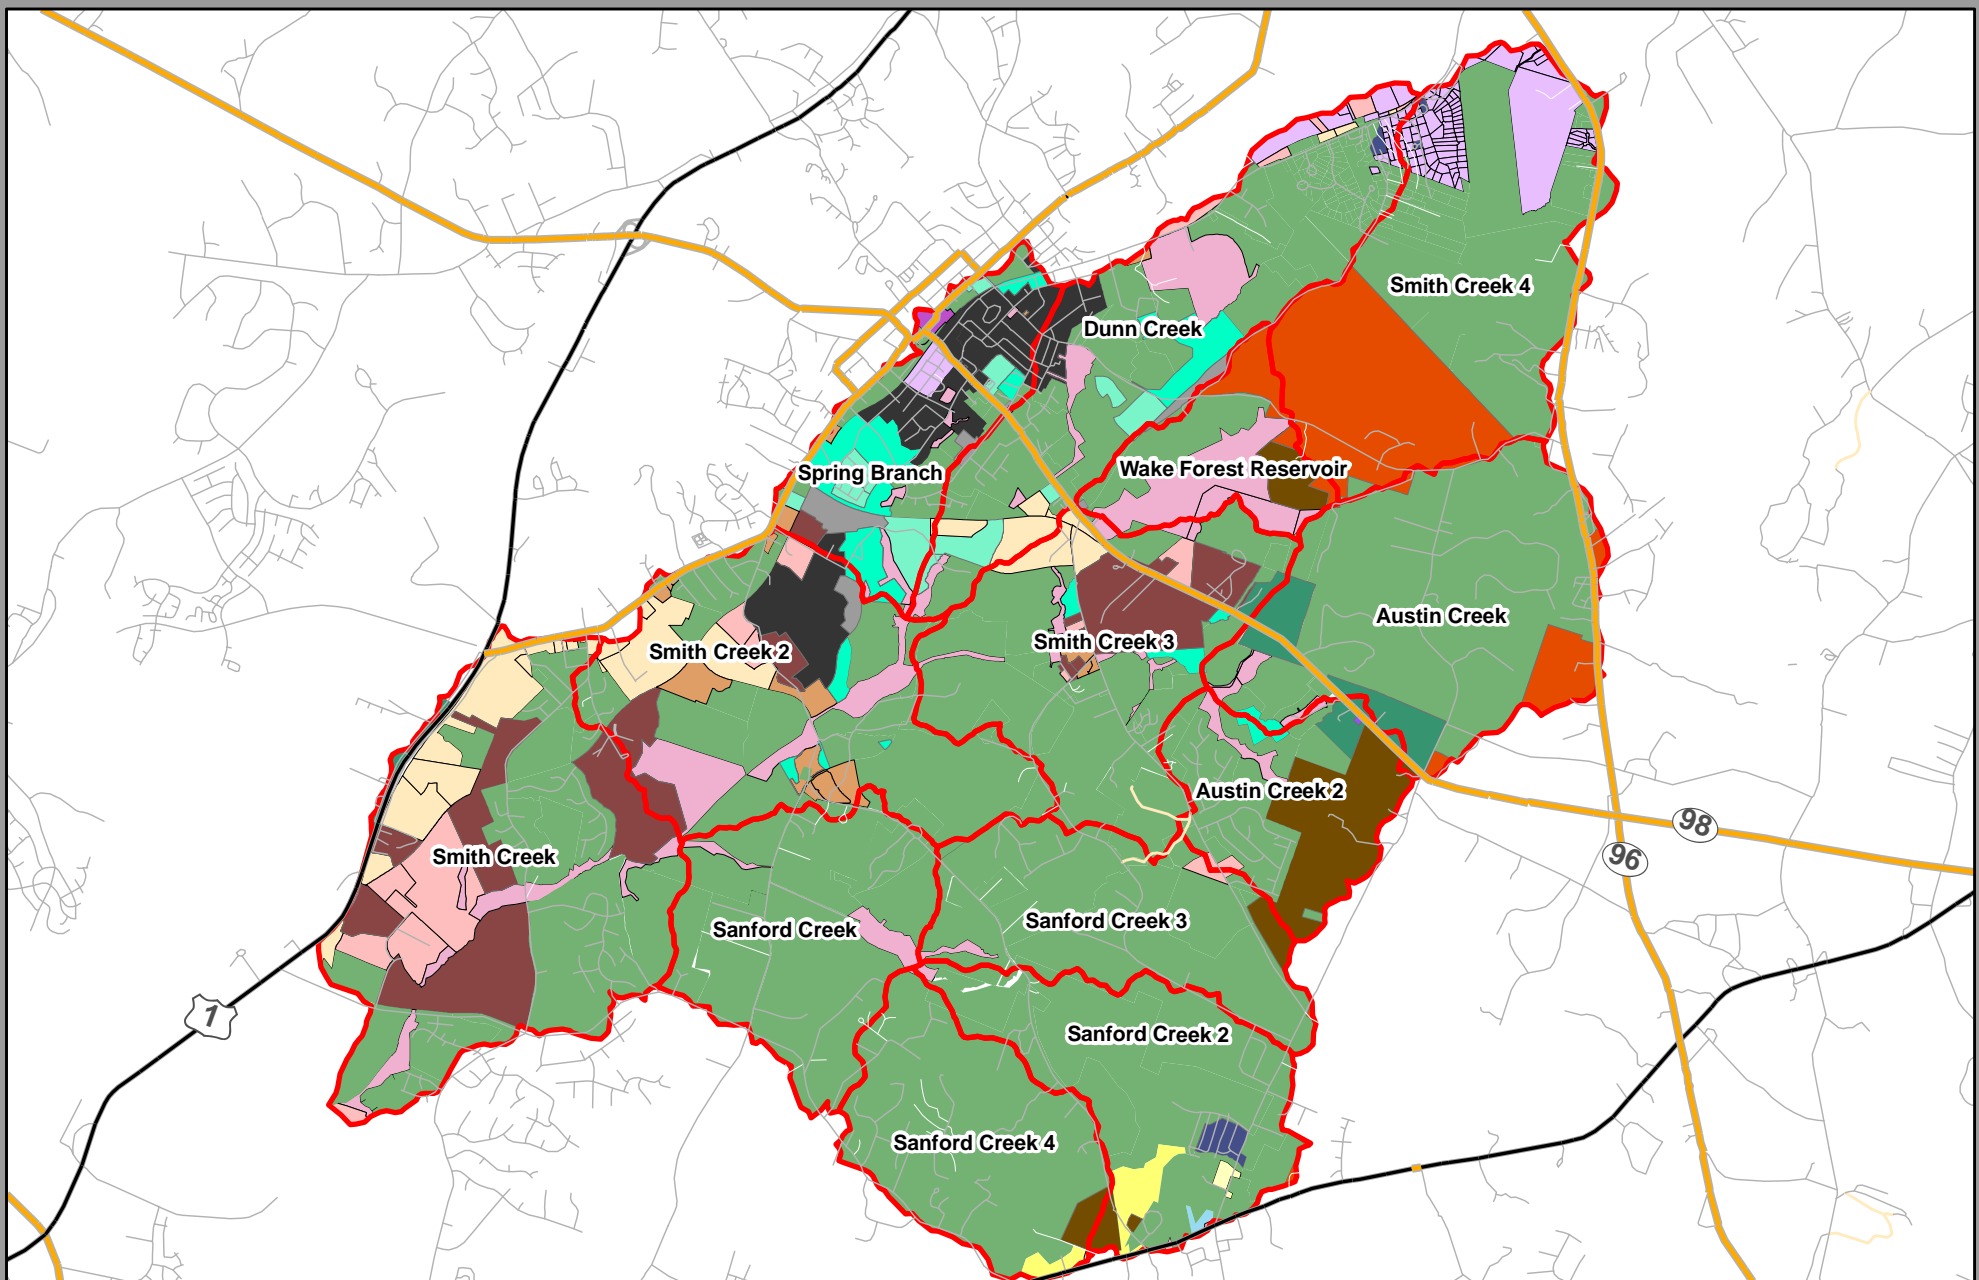 Smith Creek 4
Dunn Creek
Wake Forest Reservoir
Spring Branch
Austin Creek
Smith Creek 3
Smith Creek 2
Austin Creek 2
98
96
Smith Creek
Sanford Creek 3
Sanford Creek
1
Sanford Creek 2
Sanford Creek 4